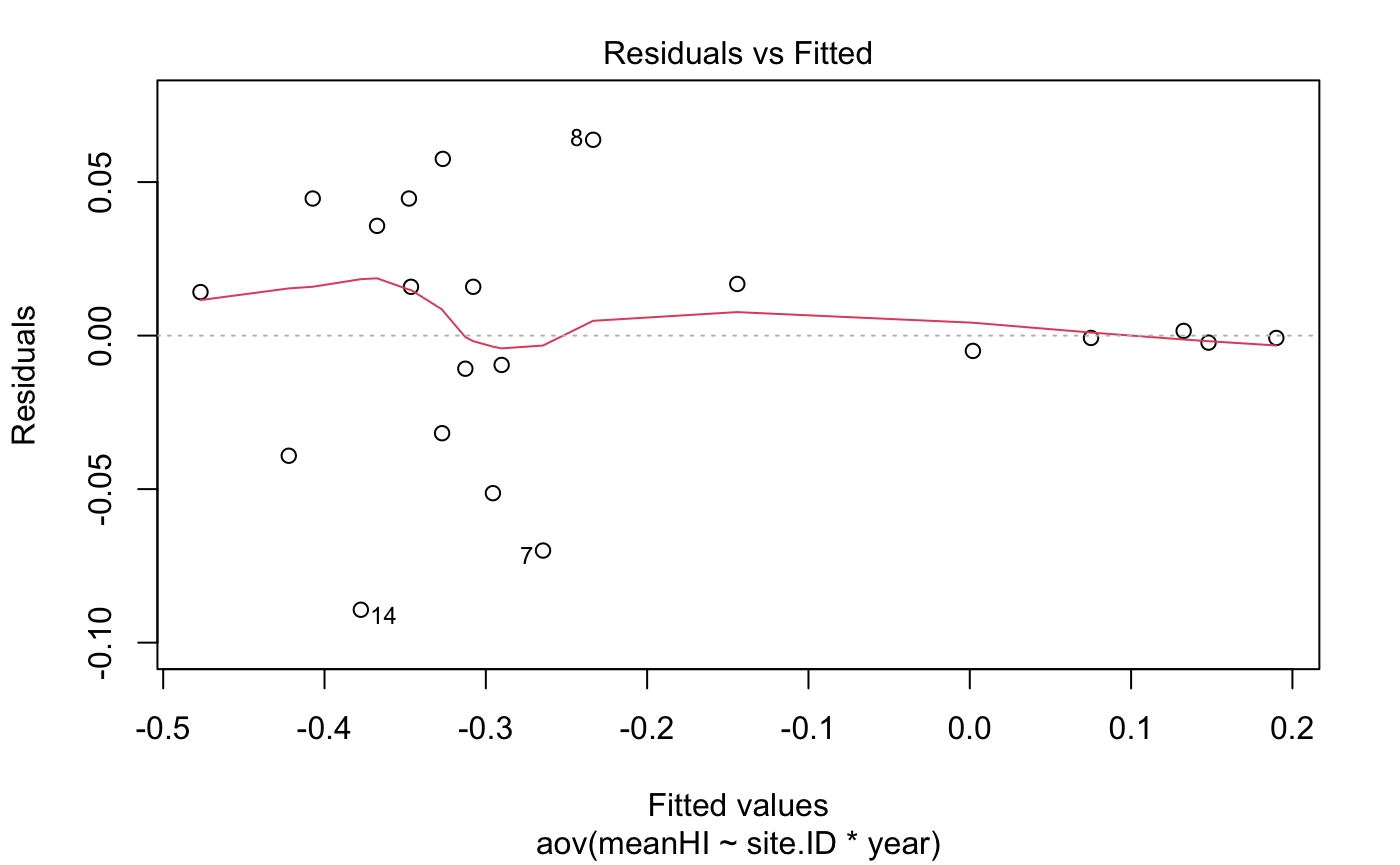 Residuals vs Fitted
Residuals
0.05
0.00
-0.05
-0.10
8
7
14
-0.5 -0.4 -0.3 -0.2 -0.1 0.0 0.1 0.2
Fitted values
aov(meanHI ~ site.ID * year)